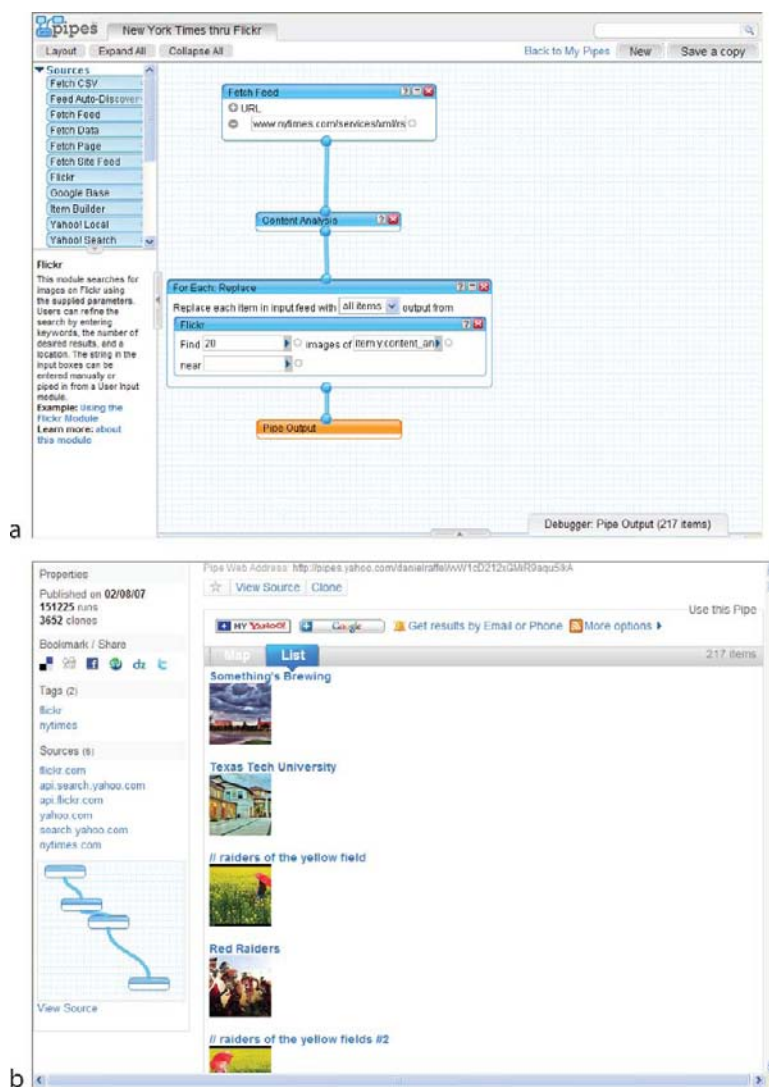 pipes New York Times thru Flickr
Layout Expand All Collapse All Back to My Pipes New Save a copy
Sources
Fetch CSV
Feed Auto-Discover
Fetch Feed
Fetch Data
Fetch Page
Fetch Site Feed
Flickr
Google Base
Item Builder
Yahoo! Local
Yahoo! Search
Flickr
This module searches for
images on Flickr using
the supplied parameters.
Users can refine the
search by entering
keywords, the number of
desired results, and a
location. The string in the
input boxes can be
entered manually or
piped in from a User Input
module.
Example: Using the
Flickr Module
Learn more: about
this module
Fetch Feed
URL
www.nytimes.com/services/xml/rs
Content Analysis
For Each: Replace
Replace each item in input feed with all items output from
Flickr
Find 20 images of item.y:content_an
near
Pipe Output
Debugger: Pipe Output (217 items)
a
Properties
Published on 02/08/07
151225 runs
3652 clones
Bookmark / Share
Tags (2)
flickr
nytimes
Sources (6)
flickr.com
api.search.yahoo.com
api.flickr.com
yahoo.com
search.yahoo.com
nytimes.com
View Source
Pipe Web Address:
View Source Clone
Use this Pipe
MY YAHOO! Google Get results by Email or Phone More options
Map List 217 items
Something's Brewing
Texas Tech University
// raiders of the yellow field
Red Raiders
// raiders of the yellow fields #2
b